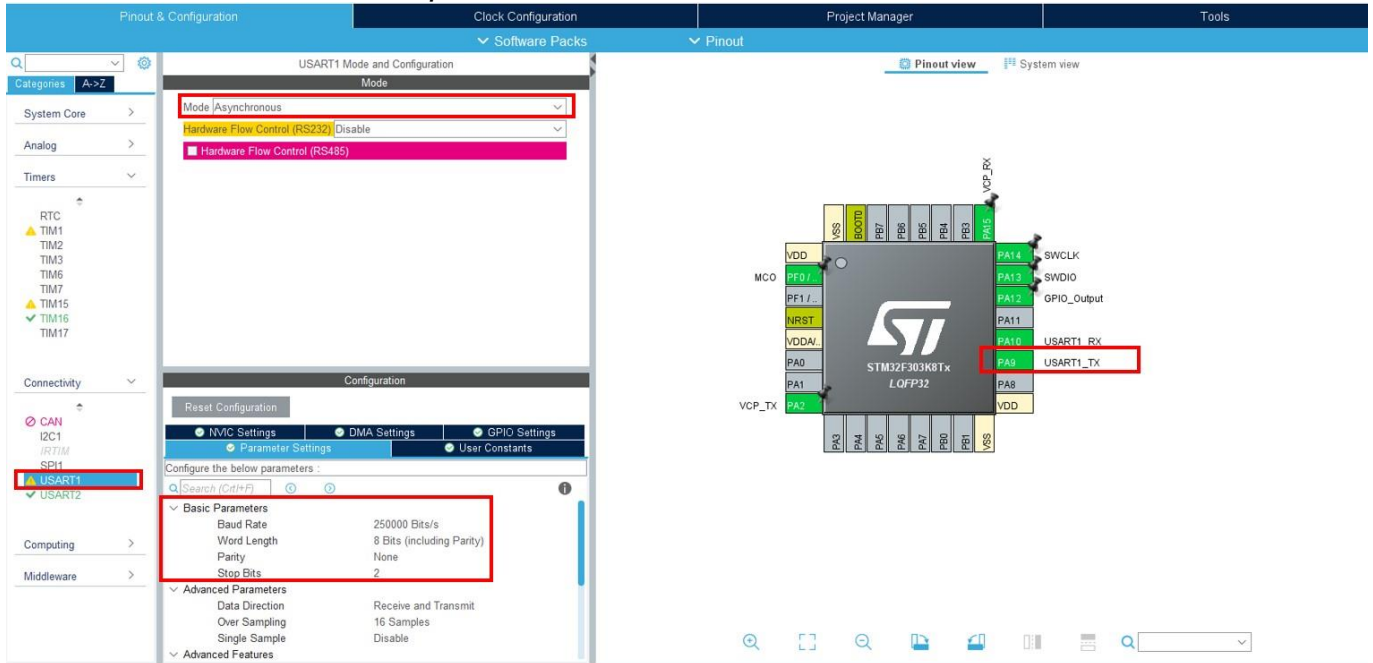 Pinout & Configuration
Clock Configuration
Project Manager
Tools
Software Packs
Pinout
Categories
A->Z
System Core
Analog
Timers
RTC
TIM1
TIM2
TIM3
TIM6
TIM7
TIM15
TIM16
TIM17
Connectivity
CAN
I2C1
IRTIM
SPI1
USART1
USART2
Computing
Middleware
USART1 Mode and Configuration
Mode
Mode Asynchronous
Hardware Flow Control (RS232) Disable
Hardware Flow Control (RS485)
Configuration
Reset Configuration
NVIC Settings
DMA Settings
GPIO Settings
Parameter Settings
User Constants
Configure the below parameters :
Search (Crtl+F)
Basic Parameters
Baud Rate 250000 Bits/s
Word Length 8 Bits (including Parity)
Parity None
Stop Bits 2
Advanced Parameters
Data Direction Receive and Transmit
Over Sampling 16 Samples
Single Sample Disable
Advanced Features
Pinout view
System view
VCP_RX
VSS
BOOT0
PB7
PB6
PB5
PB4
PB3
PA15
VDD
MCO PF0/..
PF1/..
NRST
VDDA/..
PA0
PA1
VCP_TX PA2
STM32F303K8Tx
LQFP32
PA14 SWCLK
PA13 SWDIO
PA12 GPIO_Output
PA11
PA10 USART1_RX
PA9 USART1_TX
PA8
VDD
PA3
PA4
PA5
PA6
PA7
PB0
PB1
VSS